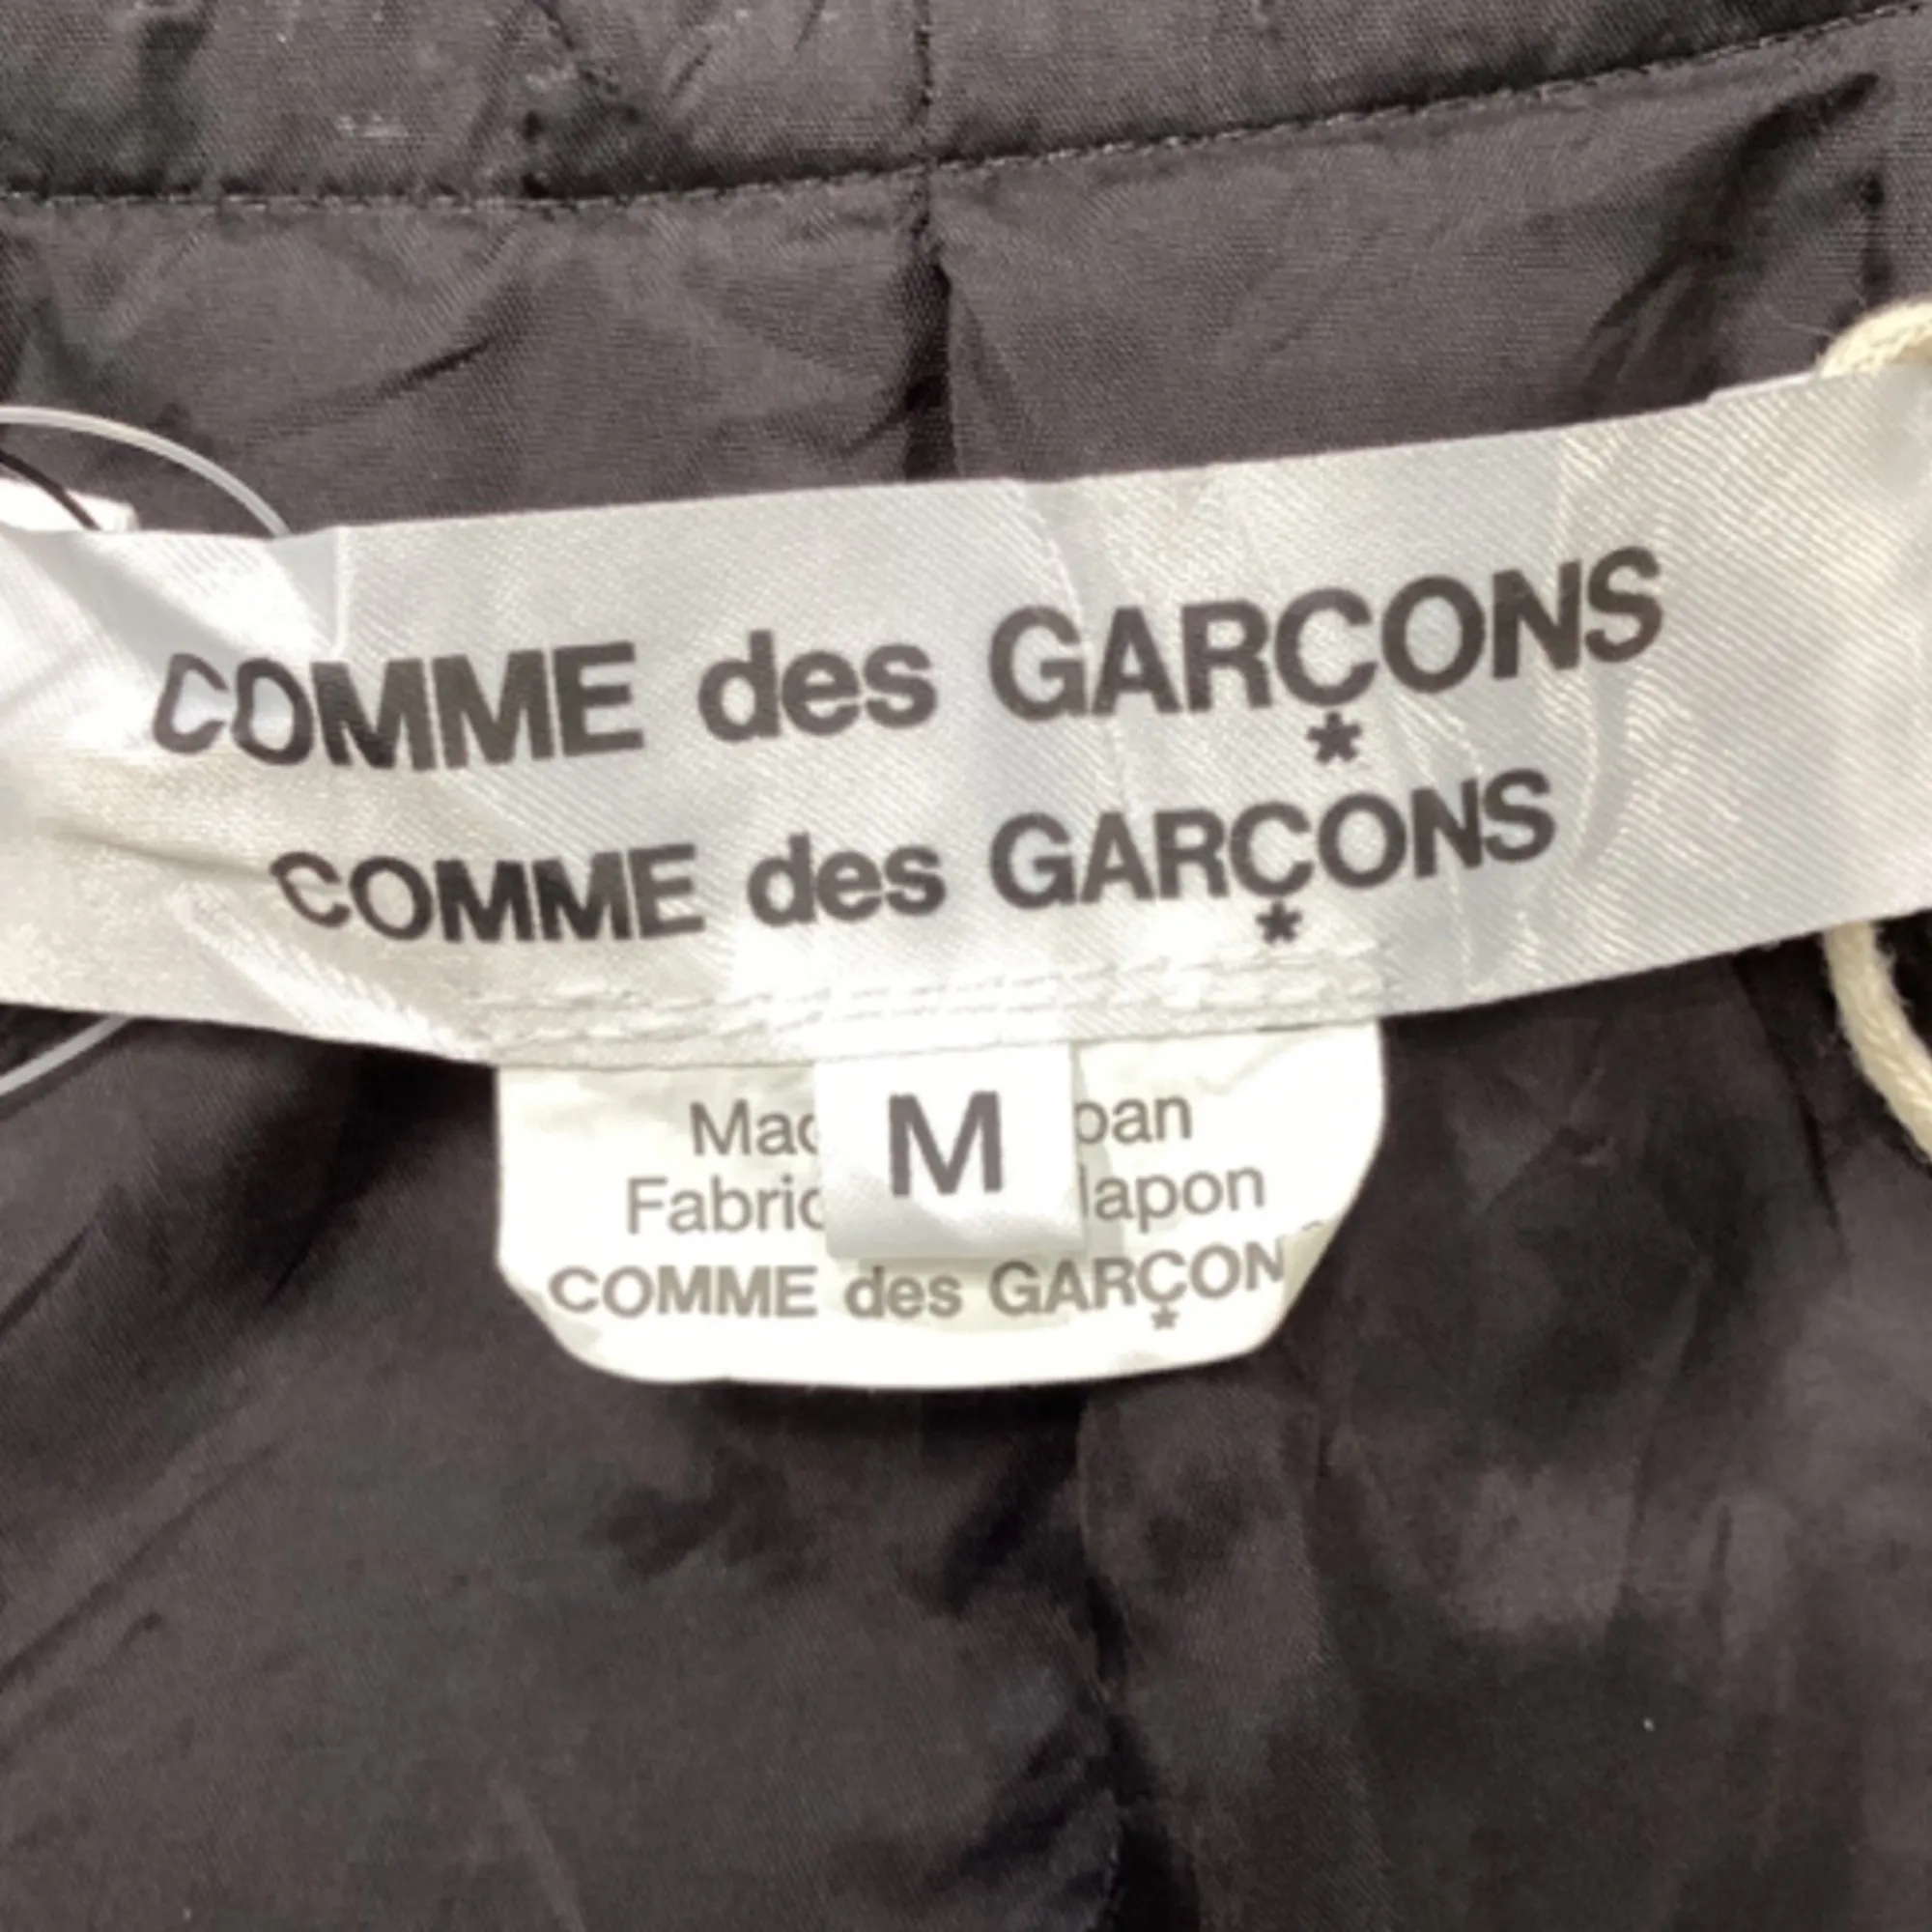 COMME des GARÇONS
*
COMME des GARÇONS
*
M
Mac pan
Fabric Japon
COMME des GARÇON
*